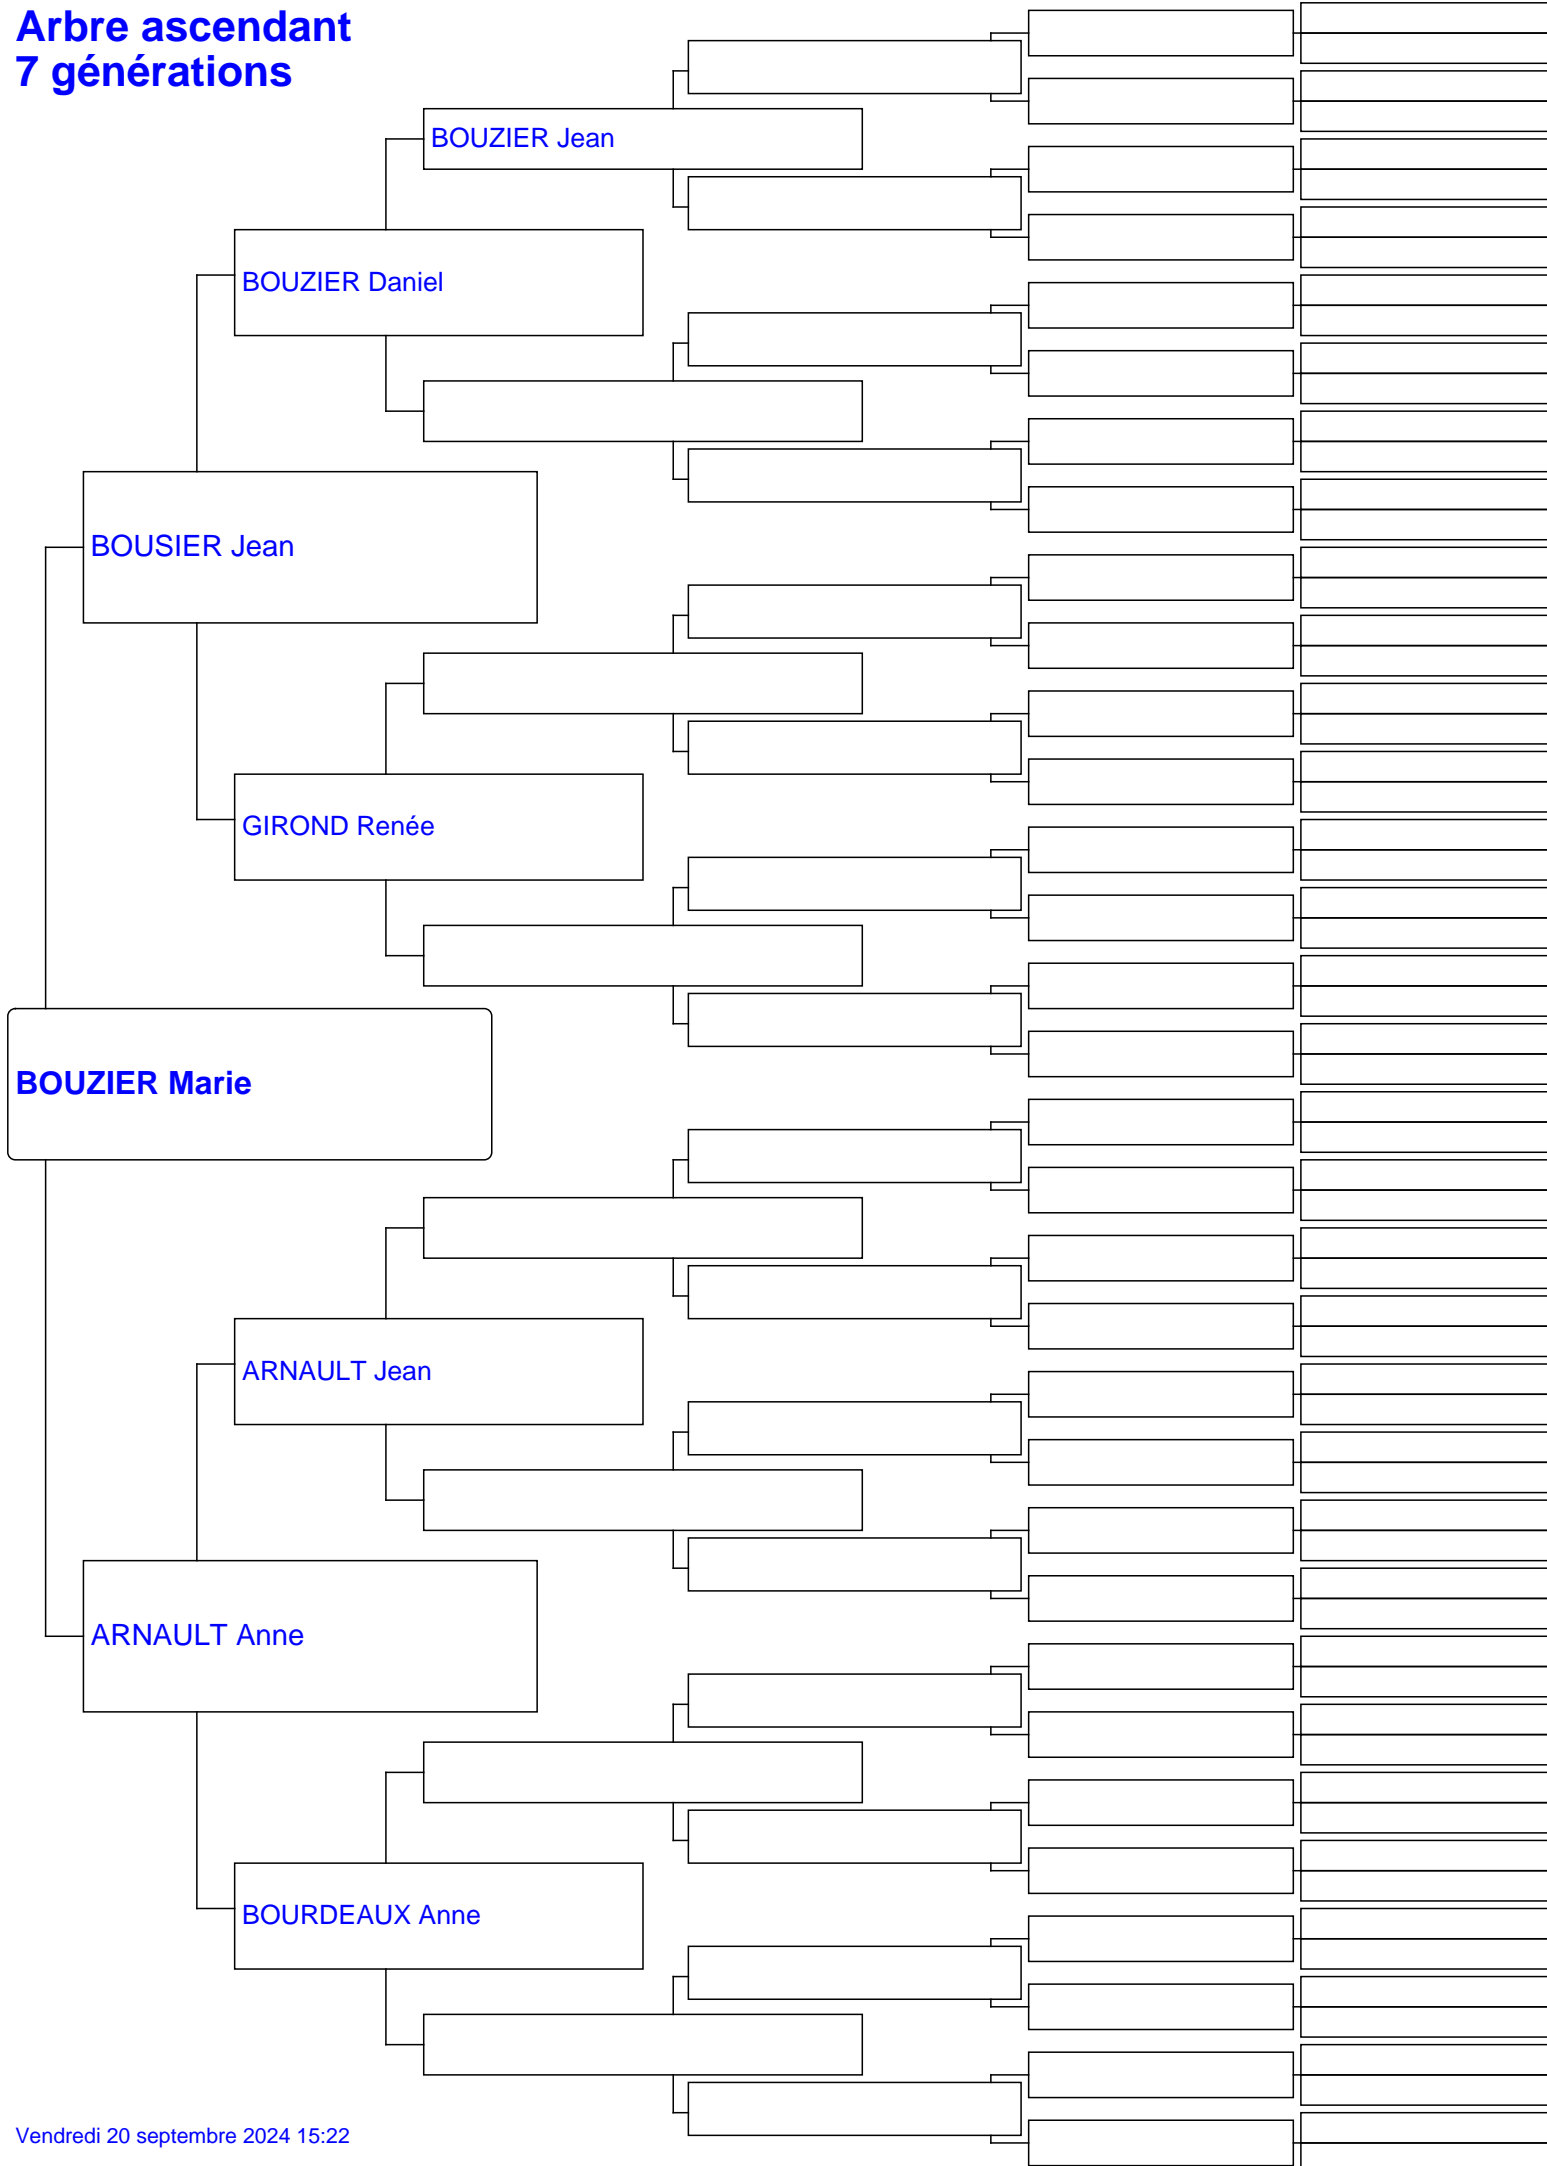 Arbre ascendant
7 générations
BOUZIER Jean
BOUZIER Daniel
BOUSIER Jean
GIROND Renée
BOUZIER Marie
ARNAULT Jean
ARNAULT Anne
BOURDEAUX Anne
Vendredi 20 septembre 2024 15:22